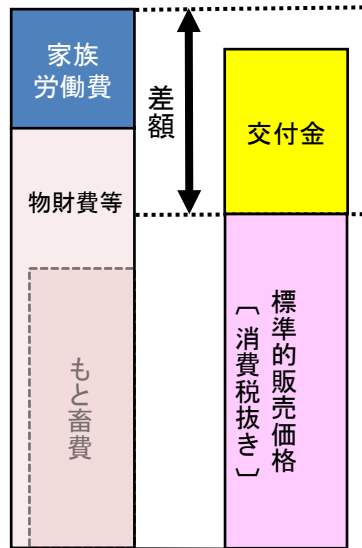 家族
労働費
物財費等
もと畜費
差額
交付金
標準的販売価格
〔消費税抜き〕